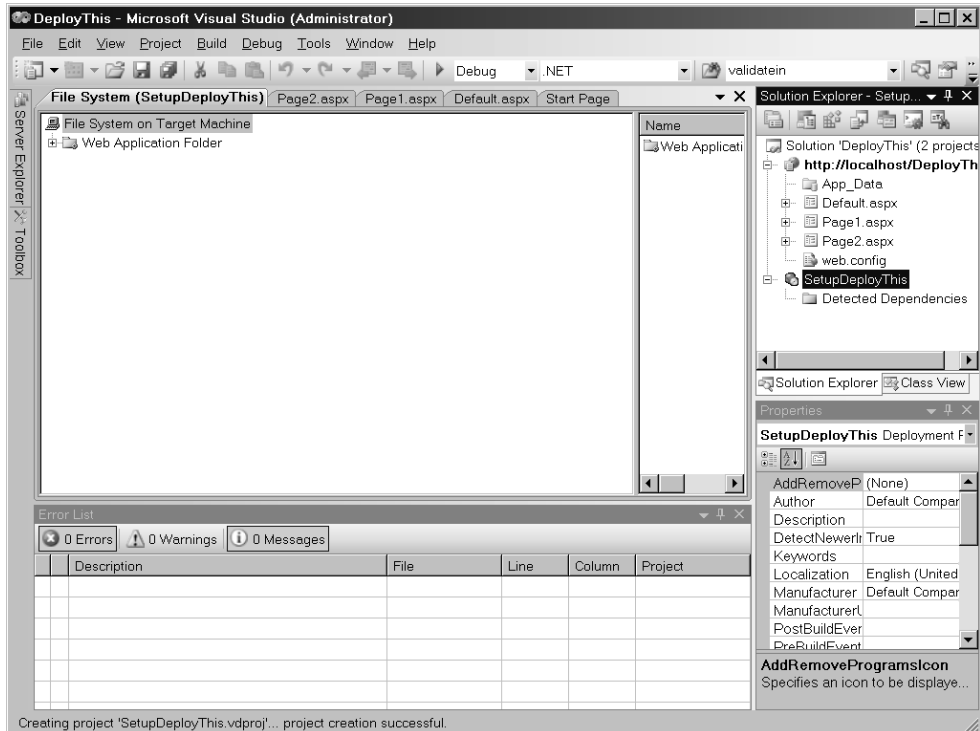 DeployThis - Microsoft Visual Studio (Administrator)
File Edit View Project Build Debug Tools Window Help
Debug .NET validatein
Server Explorer
Toolbox
File System (SetupDeployThis) Page2.aspx Page1.aspx Default.aspx Start Page
File System on Target Machine
Web Application Folder
Name
Web Applicati
Solution Explorer - Setup...
Solution 'DeployThis' (2 projects
http://localhost/DeployTh
App_Data
Default.aspx
Page1.aspx
Page2.aspx
web.config
SetupDeployThis
Detected Dependencies
Solution Explorer Class View
Properties
SetupDeployThis Deployment P
AddRemoveP (None)
Author Default Compar
Description
DetectNewerIr True
Keywords
Localization English (United
Manufacturer Default Compar
ManufacturerU
PostBuildEver
PreBuildEvent
AddRemoveProgramsIcon
Specifies an icon to be displaye...
Error List
0 Errors 0 Warnings 0 Messages
Description File Line Column Project
Creating project 'SetupDeployThis.vdproj'... project creation successful.